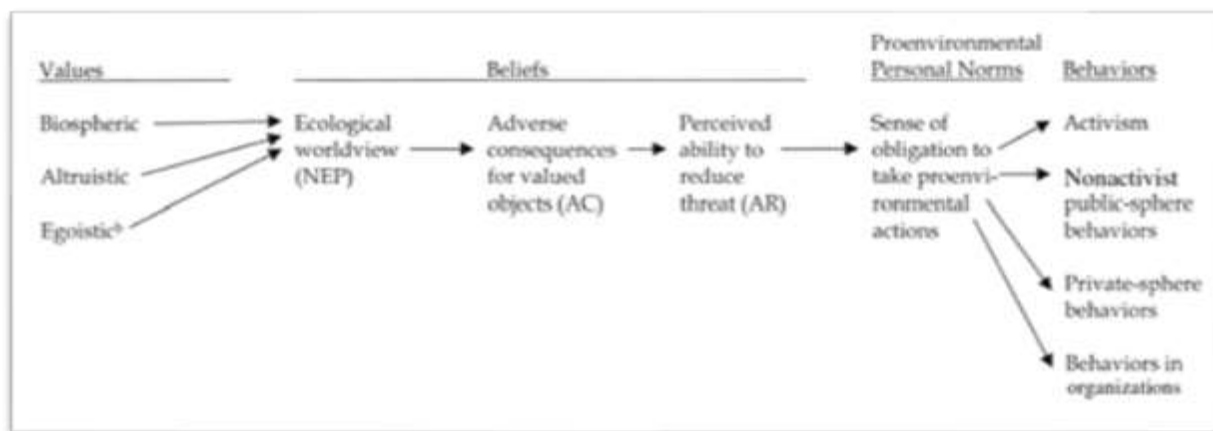 Values
Beliefs
Proenvironmental
Personal Norms
Behaviors
Biospheric
Altruistic
Egoisticᵇ
Ecological
worldview
(NEP)
Adverse
consequences
for valued
objects (AC)
Perceived
ability to
reduce
threat (AR)
Sense of
obligation to
take proenvi-
ronmental
actions
Activism
Nonactivist
public-sphere
behaviors
Private-sphere
behaviors
Behaviors in
organizations